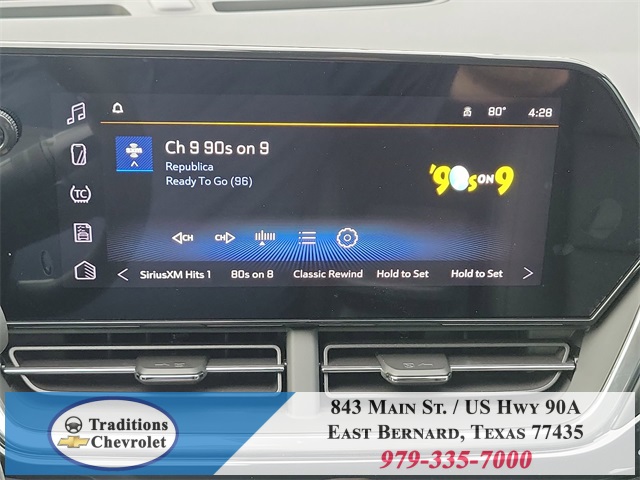 80° 4:28
Ch 9 90s on 9
Republica
Ready To Go (96)
'90s ON 9
TC
CH CH
SiriusXM Hits 1 80s on 8 Classic Rewind Hold to Set Hold to Set
Traditions
Chevrolet
843 Main St. / US Hwy 90A
East Bernard, Texas 77435
979-335-7000